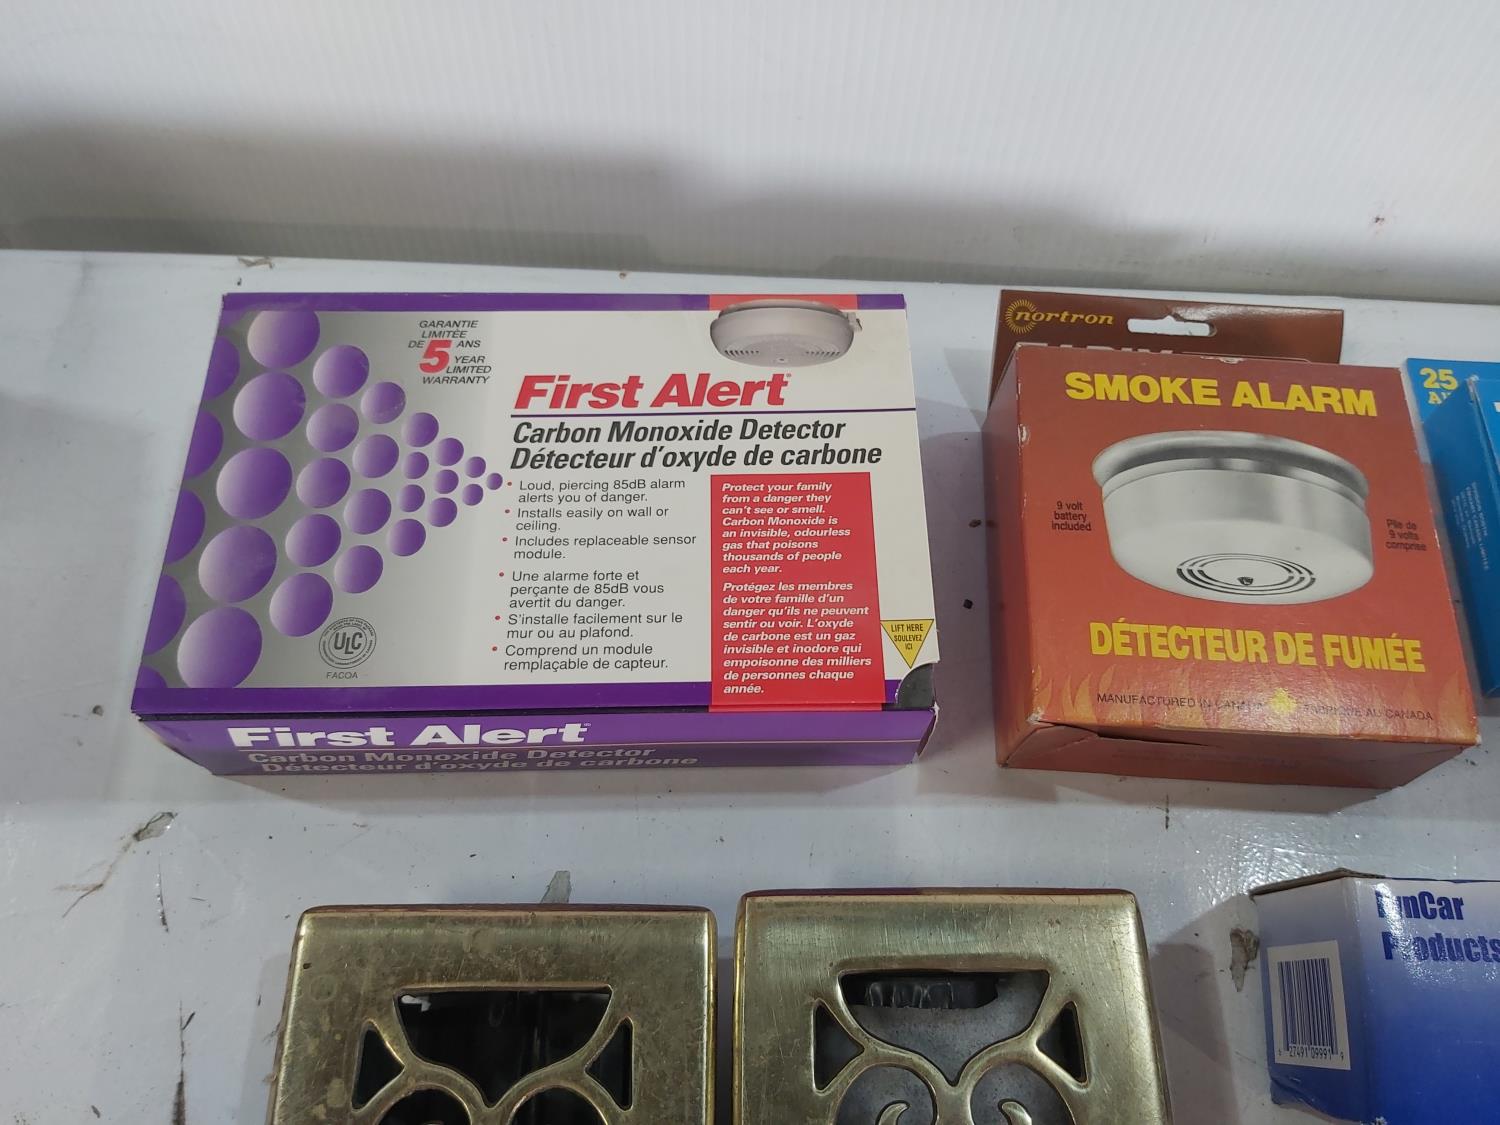 GARANTIE
LIMITÉE
DE 5 ANS
YEAR
LIMITED
WARRANTY
First Alert
Carbon Monoxide Detector
Détecteur d'oxyde de carbone
• Loud, piercing 85dB alarm
alerts you of danger.
• Installs easily on wall or
ceiling.
• Includes replaceable sensor
module.
• Une alarme forte et
perçante de 85dB vous
avertit du danger.
• S'installe facilement sur le
mur ou au plafond.
• Comprend un module
remplaçable de capteur.
Protect your family
from a danger they
can't see or smell.
Carbon Monoxide is
an invisible, odourless
gas that poisons
thousands of people
each year.
Protégez les membres
de votre famille d'un
danger qu'ils ne peuvent
sentir ou voir. L'oxyde
de carbone est un gaz
invisible et inodore qui
empoisonne des milliers
de personnes chaque
année.
LIFT HERE
SOULEVEZ
ICI
ULC
FACOA
First Alert
Carbon Monoxide Detector
Détecteur d'oxyde de carbone
nortron
SMOKE ALARM
9 volt
battery
included
Pile de
9 volts
comprise
DÉTECTEUR DE FUMÉE
MANUFACTURED IN CANADA FABRIQUÉ AU CANADA
25
Products
6 27491 09991 9